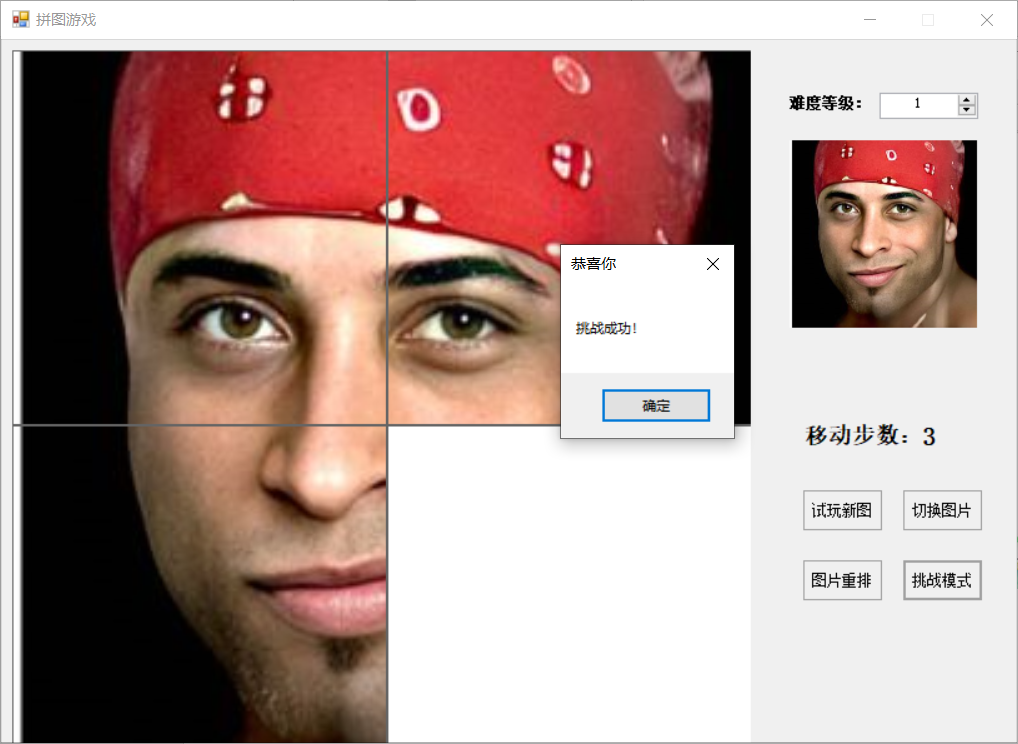 拼图游戏
难度等级： 1
恭喜你
挑战成功！
确定
移动步数：3
试玩新图 切换图片
图片重排 挑战模式